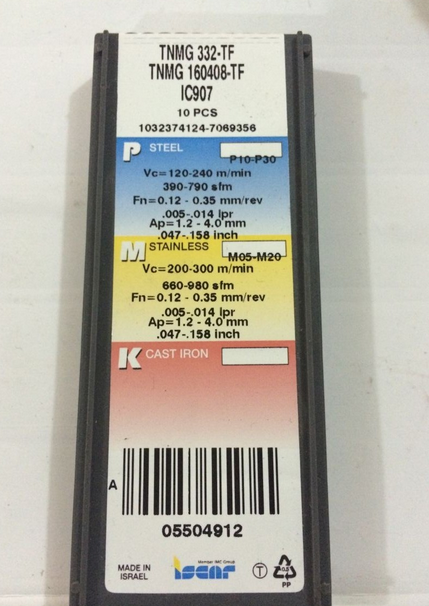 TNMG 332-TF
TNMG 160408-TF
IC907
10 PCS
1032374124-7069356
P STEEL
P10-P30
Vc=120-240 m/min
390-790 sfm
Fn=0.12 - 0.35 mm/rev
.005-.014 ipr
Ap=1.2 - 4.0 mm
.047-.158 inch
M STAINLESS
M05-M20
Vc=200-300 m/min
660-980 sfm
Fn=0.12 - 0.35 mm/rev
.005-.014 ipr
Ap=1.2 - 4.0 mm
.047-.158 inch
K CAST IRON
A
05504912
MADE IN
ISRAEL
Member IMC Group
iscar
T
PP